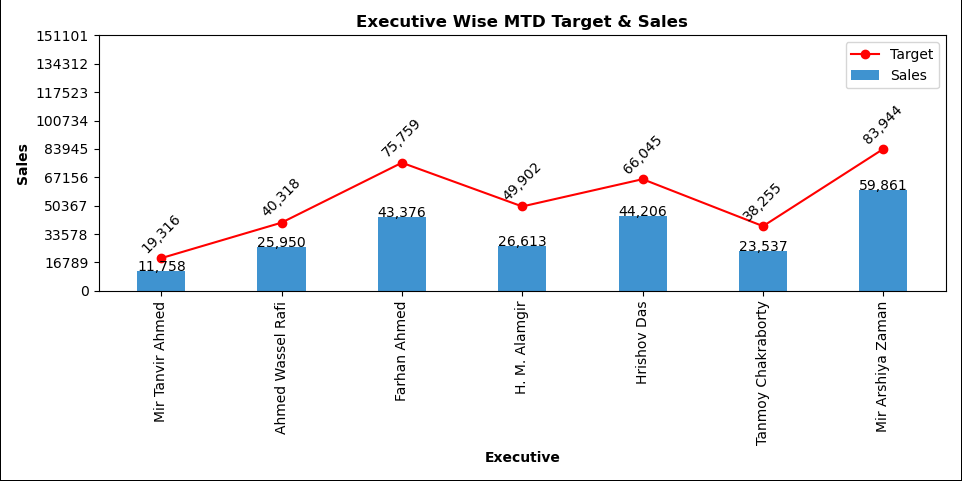 Executive Wise MTD Target & Sales
151101
134312
117523
100734
83945
67156
50367
33578
16789
0
Sales
Target
Sales
19,316
40,318
75,759
49,902
66,045
38,255
83,944
11,758
25,950
43,376
26,613
44,206
23,537
59,861
Mir Tanvir Ahmed
Ahmed Wassel Rafi
Farhan Ahmed
H. M. Alamgir
Hrishov Das
Tanmoy Chakraborty
Mir Arshiya Zaman
Executive